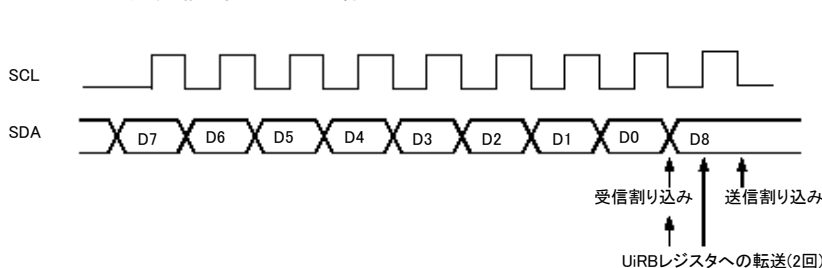 SCL
SDA
D7 D6 D5 D4 D3 D2 D1 D0 D8
受信割り込み 送信割り込み
UiRBレジスタへの転送(2回)